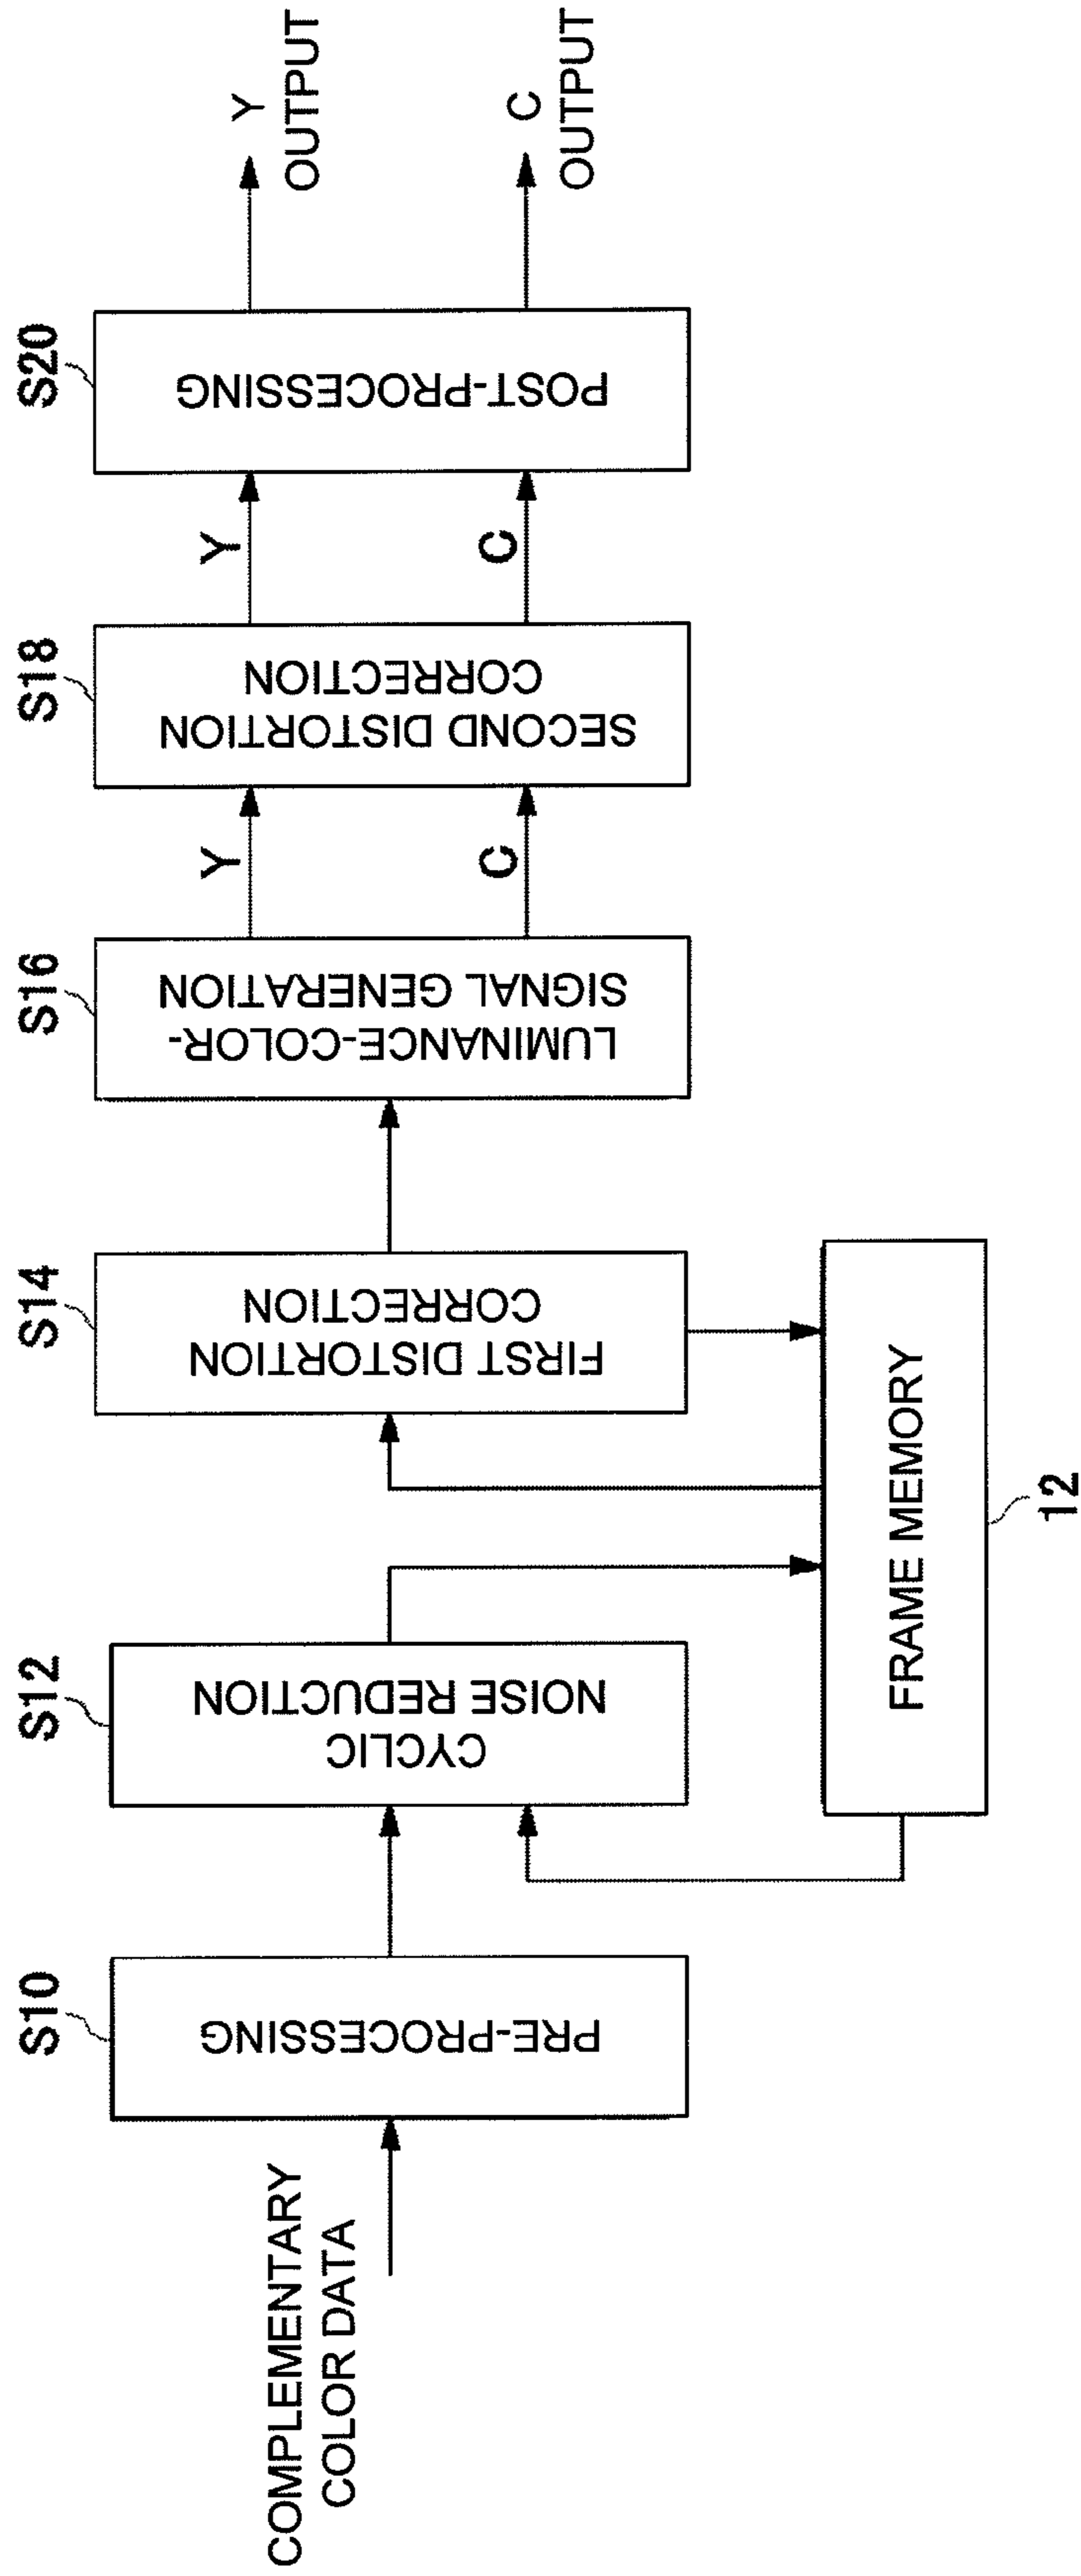 COMPLEMENTARY
COLOR DATA
S10
PRE-PROCESSING
S12
CYCLIC
NOISE REDUCTION
S14
FIRST DISTORTION
CORRECTION
S16
LUMINANCE-COLOR-
SIGNAL GENERATION
Y
C
S18
SECOND DISTORTION
CORRECTION
Y
C
S20
POST-PROCESSING
Y
OUTPUT
C
OUTPUT
FRAME MEMORY
12